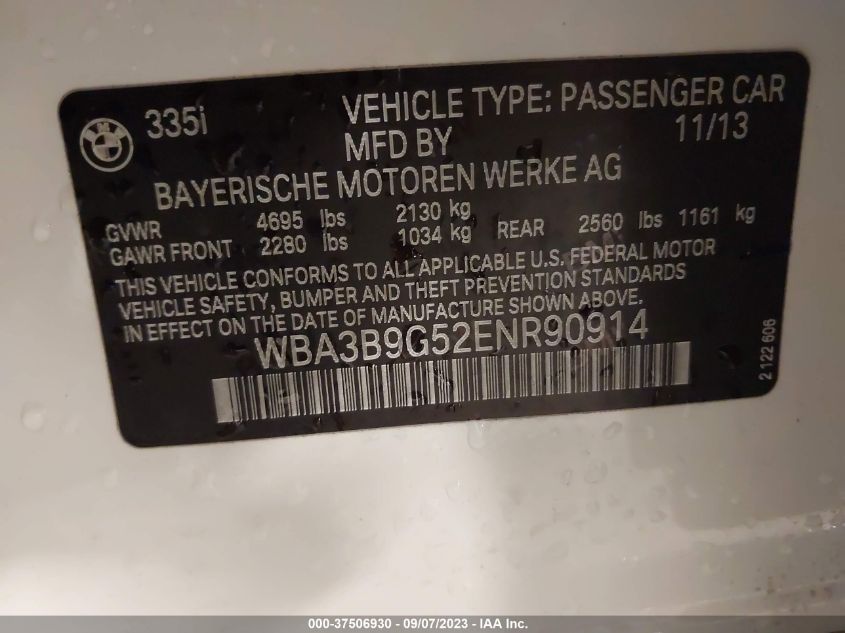 335i VEHICLE TYPE: PASSENGER CAR
MFD BY 11/13
BAYERISCHE MOTOREN WERKE AG
GVWR 4695 lbs 2130 kg
GAWR FRONT 2280 lbs 1034 kg REAR 2560 lbs 1161 kg
THIS VEHICLE CONFORMS TO ALL APPLICABLE U.S. FEDERAL MOTOR
VEHICLE SAFETY, BUMPER AND THEFT PREVENTION STANDARDS
IN EFFECT ON THE DATE OF MANUFACTURE SHOWN ABOVE.
WBA3B9G52ENR90914
2 122 606
000-37506930 - 09/07/2023 - © IAA Inc.